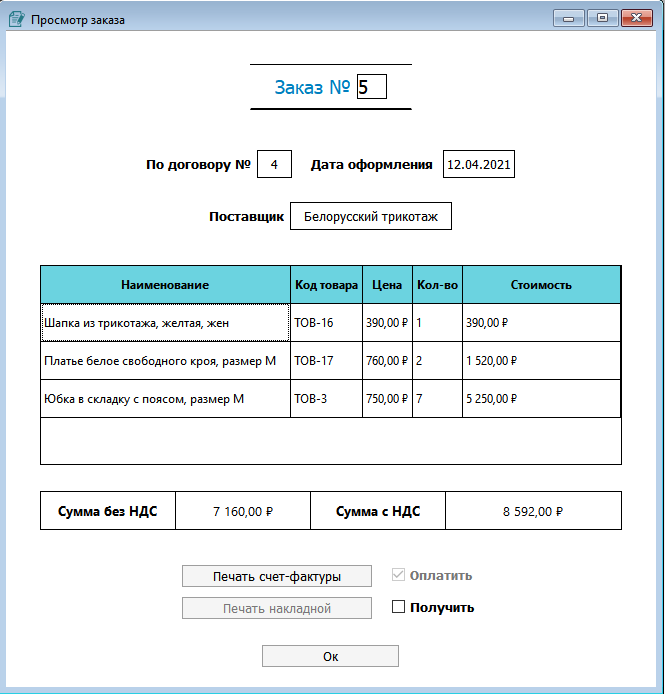 Просмотр заказа
Заказ № 5
По договору № 4 Дата оформления 12.04.2021
Поставщик Белорусский трикотаж
Наименование Код товара Цена Кол-во Стоимость
Шапка из трикотажа, желтая, жен ТОВ-16 390,00 ₽ 1 390,00 ₽
Платье белое свободного кроя, размер М ТОВ-17 760,00 ₽ 2 1 520,00 ₽
Юбка в складку с поясом, размер М ТОВ-3 750,00 ₽ 7 5 250,00 ₽
Сумма без НДС 7 160,00 ₽ Сумма с НДС 8 592,00 ₽
Печать счет-фактуры Оплатить
Печать накладной Получить
Ок